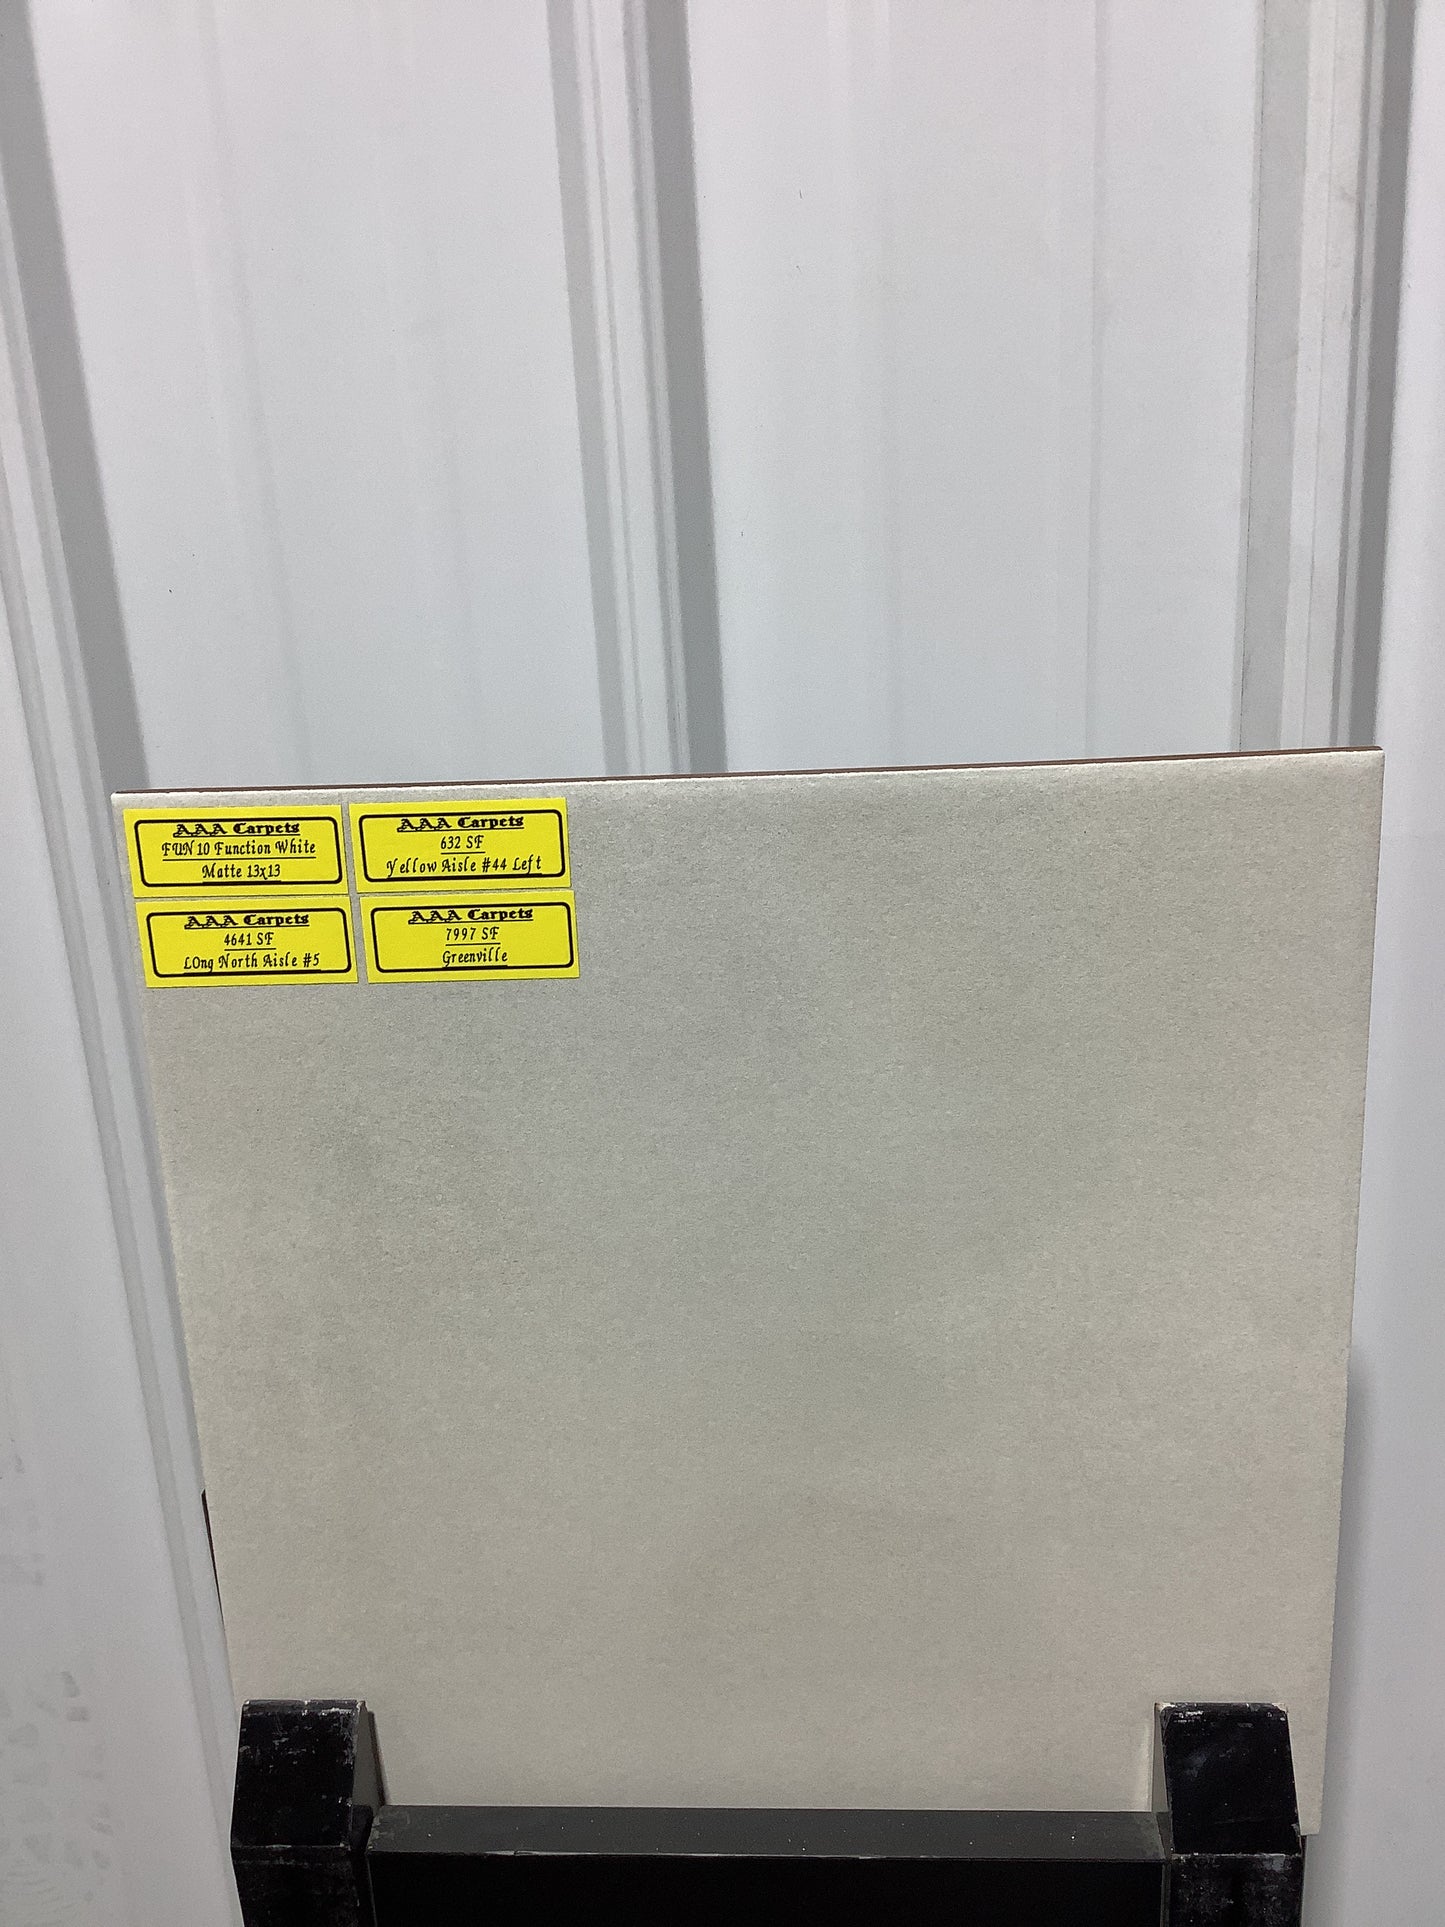 AAA Carpets
FUN 10 Function White
Matte 13x13
AAA Carpets
632 SF
Yellow Aisle #44 Left
AAA Carpets
4641 SF
LOng North Aisle #5
AAA Carpets
7997 SF
Greenville